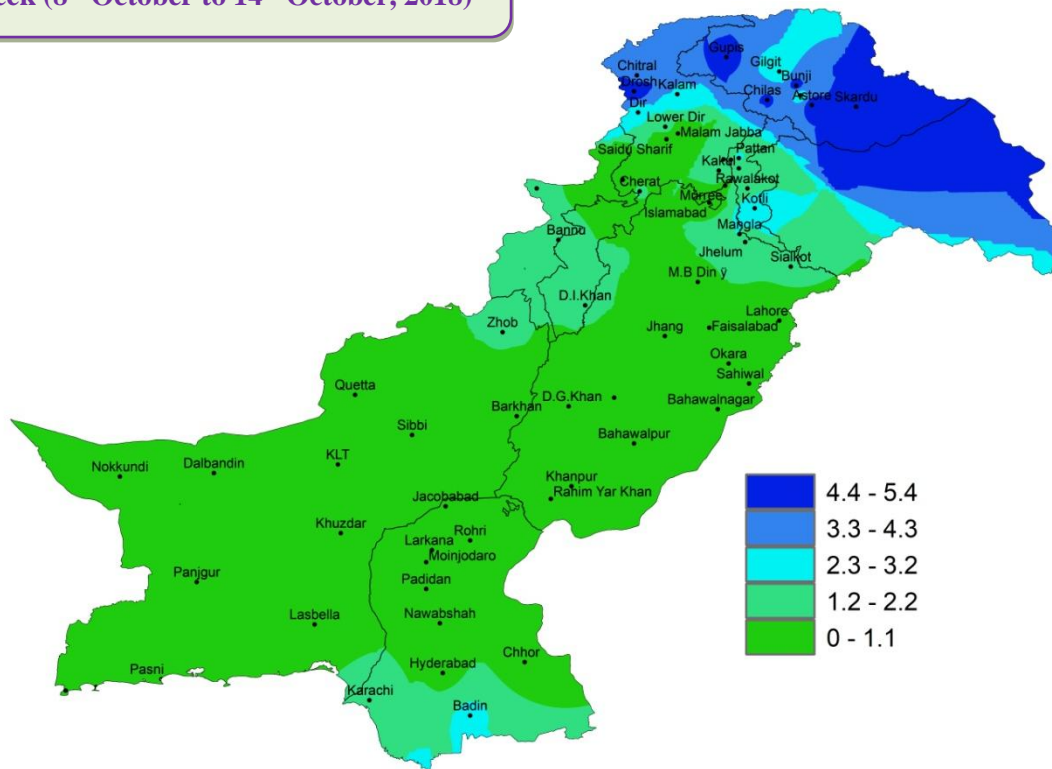 (8th October to 14th October, 2018)
Gupis
Chitral
Gilgit
Bunji
Drosh
Kalam
Chilas
Astore
Skardu
Dir
Lower Dir
Malam Jabba
Saidu Sharif
Pattan
Kakul
Cherat
Rawalakot
Murree
Kotli
Islamabad
Mangla
Bannu
Jhelum
Sialkot
M.B Din ÿ
D.I.Khan
Zhob
Lahore
Jhang
Faisalabad
Okara
Sahiwal
Quetta
D.G.Khan
Bahawalnagar
Barkhan
Sibbi
Bahawalpur
KLT
Nokkundi
Dalbandin
Khanpur
Rahim Yar Khan
Jacobabad
Khuzdar
Rohri
Larkana
Moinjodaro
Panjgur
Padidan
Lasbella
Nawabshah
Chhor
Pasni
Hyderabad
Karachi
Badin
4.4 - 5.4
3.3 - 4.3
2.3 - 3.2
1.2 - 2.2
0 - 1.1